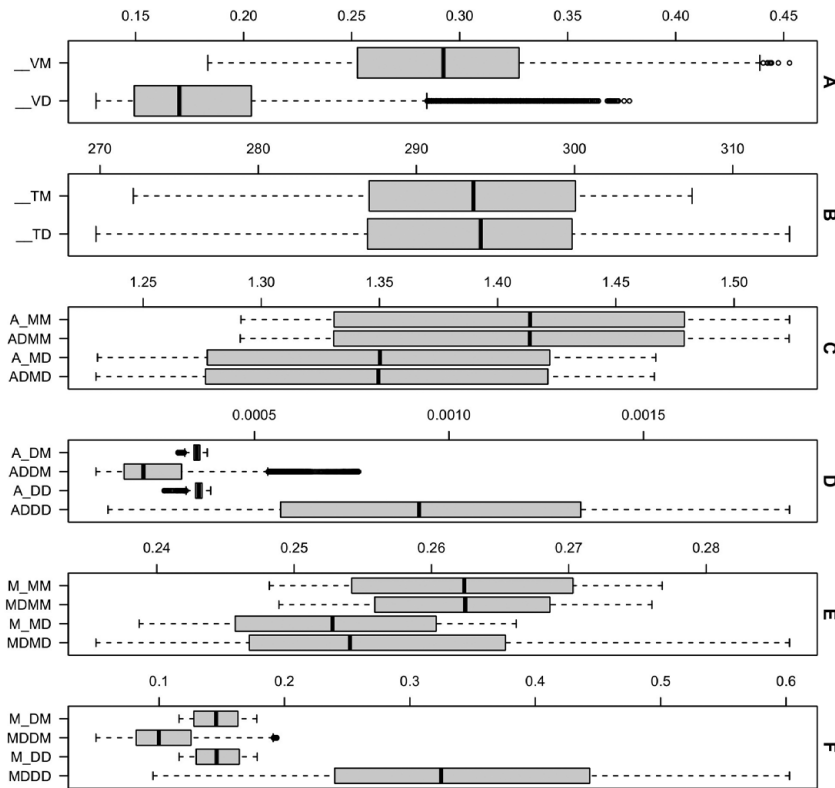 0.15 0.20 0.25 0.30 0.35 0.40 0.45
__VM
__VD
A
270 280 290 300 310
__TM
__TD
B
1.25 1.30 1.35 1.40 1.45 1.50
A_MM
ADMM
A_MD
ADMD
C
0.0005 0.0010 0.0015
A_DM
ADDM
A_DD
ADDD
D
0.24 0.25 0.26 0.27 0.28
M_MM
MDMM
M_MD
MDMD
E
0.1 0.2 0.3 0.4 0.5 0.6
M_DM
MDDM
M_DD
MDDD
F